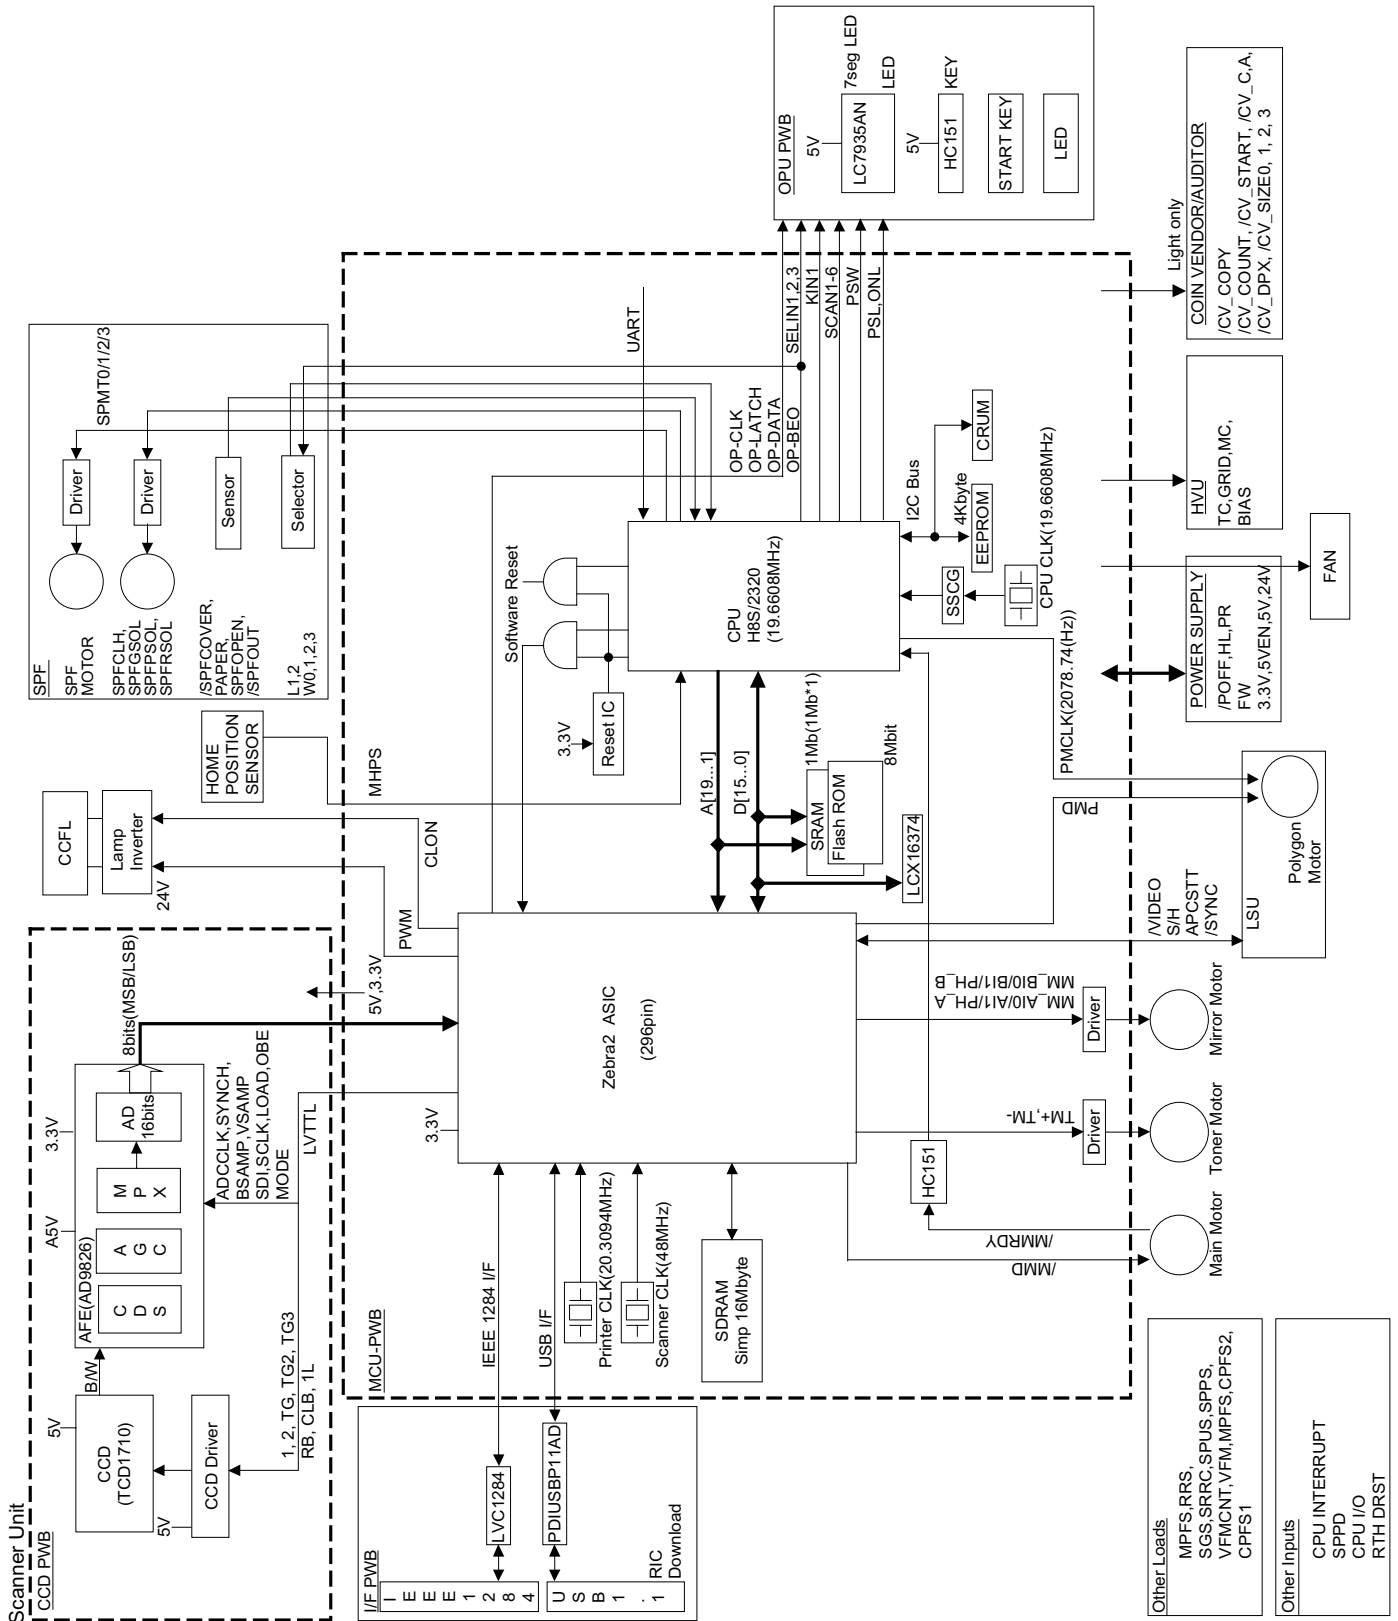 Scanner Unit
CCD PWB
5V
CCD
(TCD1710)
5V
CCD Driver
B/W
AFE(AD9826)
C
D
S
A
G
C
M
P
X
AD
16bits
A5V
3.3V
8bits(MSB/LSB)
1, 2, TG, TG2, TG3
RB, CLB, 1L
ADCCLK,SYNCH,
BSAMP,VSAMP
SDI,SCLK,LOAD,OBE
MODE
LVTTL
5V,3.3V
CCFL
Lamp
Inverter
24V
PWM
CLON
HOME
POSITION
SENSOR
MHPS
SPF
SPF
MOTOR
Driver
SPFCLH,
SPFGSOL
SPFPSOL,
SPFRSOL
Driver
/SPFCOVER,
PAPER,
SPFOPEN,
/SPFOUT
Sensor
L1,2
W0,1,2,3
Selector
SPMT0/1/2/3
UART
I/F PWB
I
E
E
E
1
2
8
4
LVC1284
U
S
B
1
.
1
PDIUSBP11AD
RIC
Download
MCU-PWB
IEEE 1284 I/F
USB I/F
Printer CLK(20.3094MHz)
Scanner CLK(48MHz)
SDRAM
Simp 16Mbyte
3.3V
Zebra2 ASIC
(296pin)
Software Reset
3,3V
Reset IC
A[19...1]
D[15...0]
1Mb(1Mb*1)
SRAM
Flash ROM
8Mbit
LCX16374
CPU
H8S/2320
(19.6608MHz)
OP-CLK
OP-LATCH
OP-DATA
OP-BEO
SELIN1,2,3
KIN1
SCAN1-6
PSW
PSL,ONL
I2C Bus
4Kbyte
EEPROM
CRUM
SSCG
CPU CLK(19.6608MHz)
PMCLK(2078.74(Hz))
PMD
HC151
/MMRDY
/MMD
Main Motor
TM+,TM-
Driver
Toner Motor
MM_AI0/AI1/PH_A
MM_BI0/BI1/PH_B
Driver
Mirror Motor
/VIDEO
S/H
APCSTT
/SYNC
LSU
Polygon
Motor
OPU PWB
5V
LC7935AN
7seg LED
LED
5V
HC151
KEY
START KEY
LED
POWER SUPPLY
/POFF,HL,PR
FW
3.3V,5VEN,5V,24V
FAN
HVU
TC,GRID,MC,
BIAS
Light only
COIN VENDOR/AUDITOR
/CV_COPY
/CV_COUNT, /CV_START, /CV_C,A,
/CV_DPX, /CV_SIZE0, 1, 2, 3
Other Loads
MPFS,RRS,
SGS,SRRC,SPUS,SPPS,
VFMCNT,VFM,MPFS,CPFS2,
CPFS1
Other Inputs
CPU INTERRUPT
SPPD
CPU I/O
RTH DRST